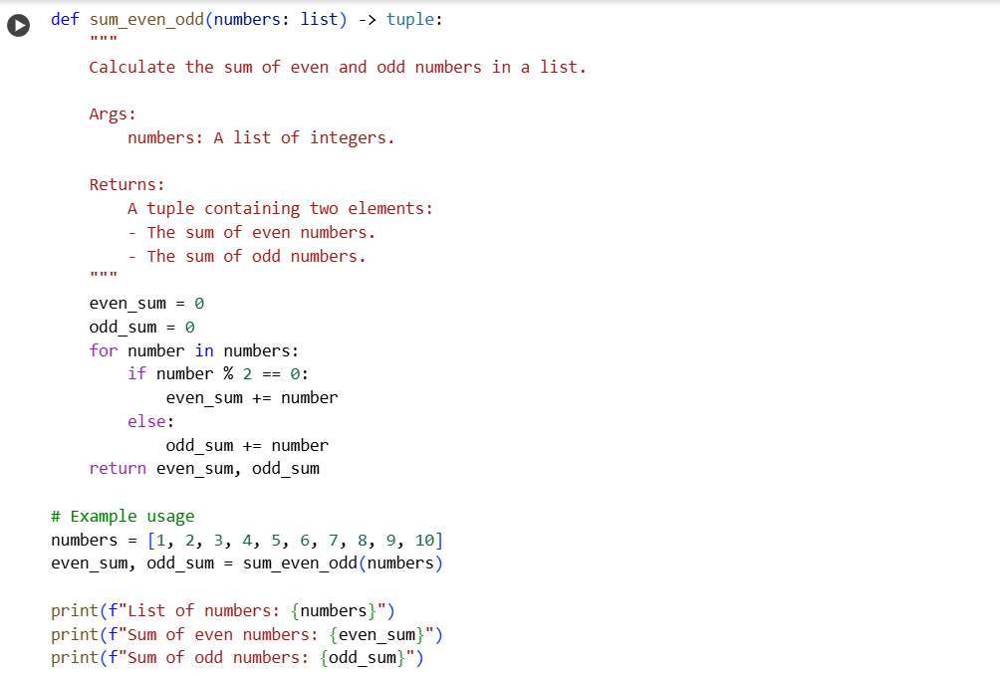 def sum_even_odd(numbers: list) -> tuple:
    """
    Calculate the sum of even and odd numbers in a list.

    Args:
        numbers: A list of integers.

    Returns:
        A tuple containing two elements:
        - The sum of even numbers.
        - The sum of odd numbers.
    """
    even_sum = 0
    odd_sum = 0
    for number in numbers:
        if number % 2 == 0:
            even_sum += number
        else:
            odd_sum += number
    return even_sum, odd_sum

# Example usage
numbers = [1, 2, 3, 4, 5, 6, 7, 8, 9, 10]
even_sum, odd_sum = sum_even_odd(numbers)

print(f"List of numbers: {numbers}")
print(f"Sum of even numbers: {even_sum}")
print(f"Sum of odd numbers: {odd_sum}")